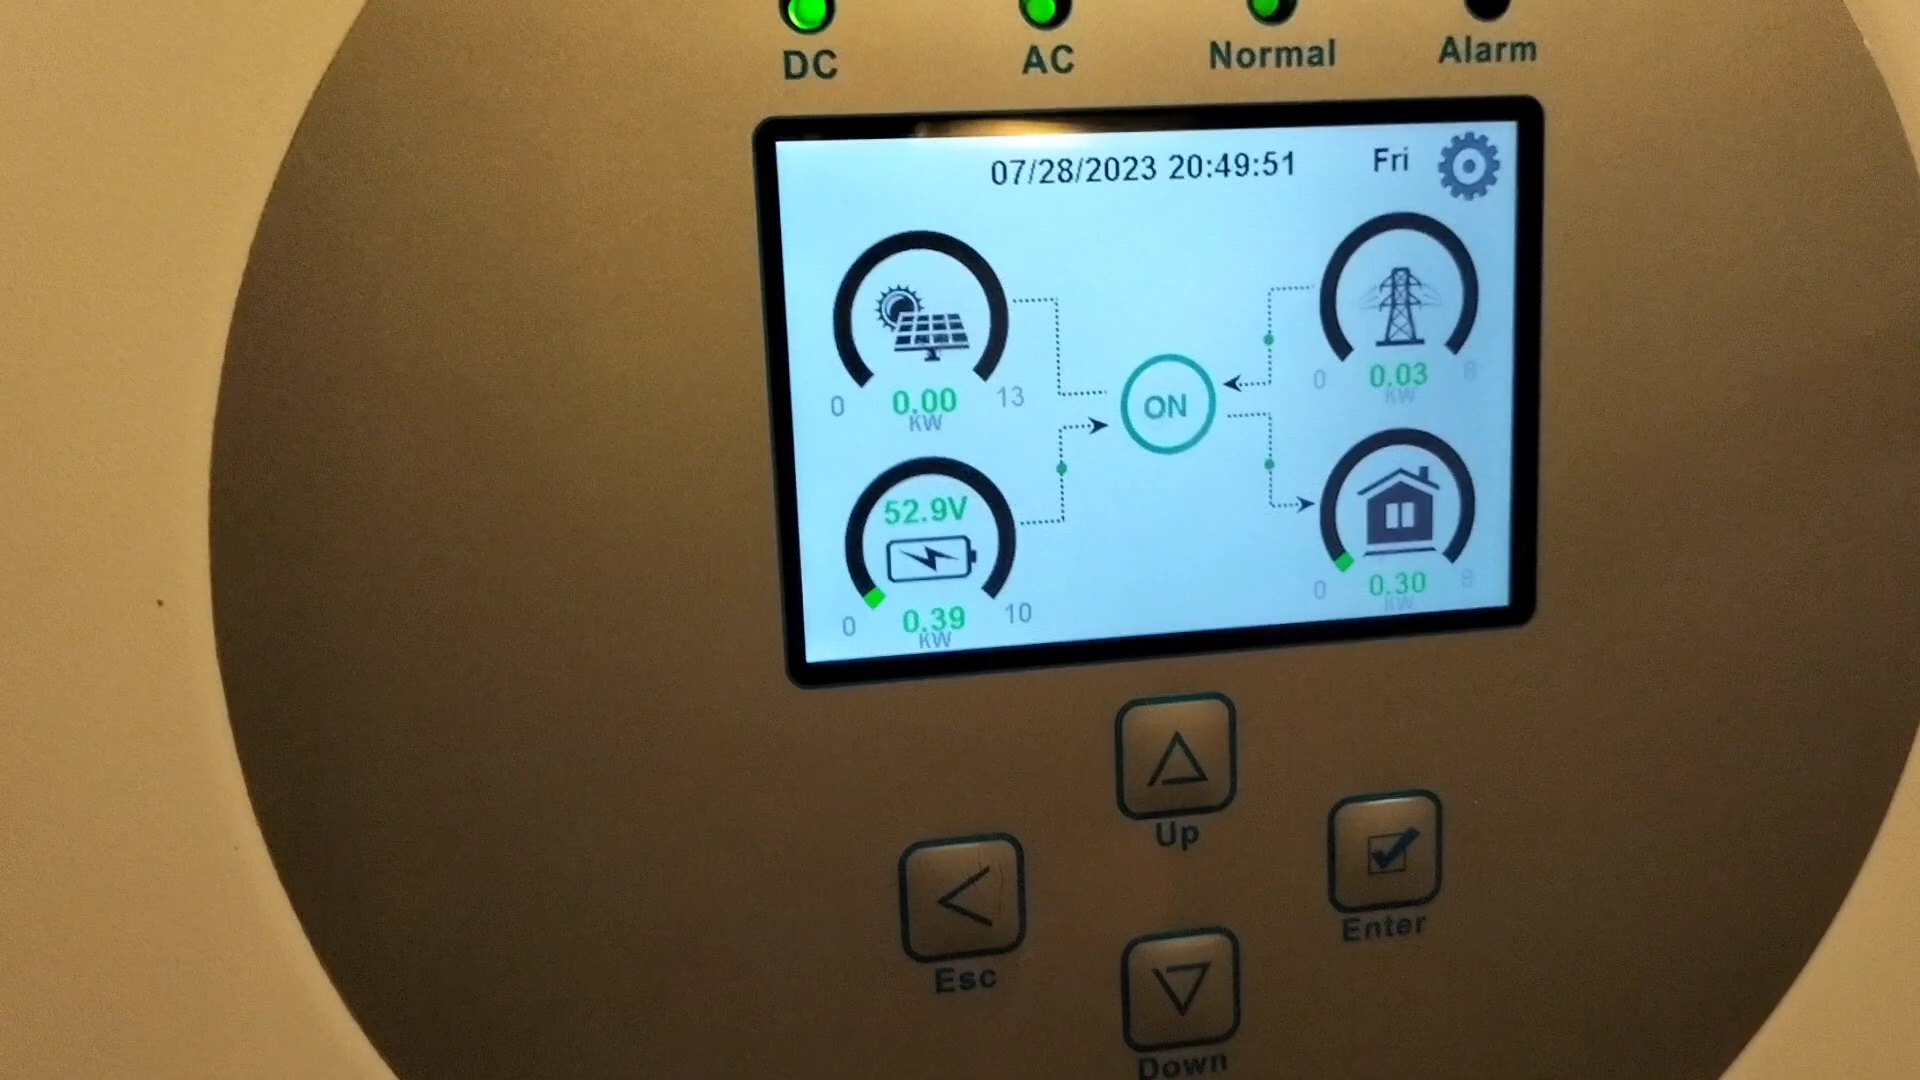 DC AC Normal Alarm
07/28/2023 20:49:51 Fri
0 0.00 13
KW
0 0.03 8
KW
ON
52.9V
0 0.39 10
KW
0 0.30 8
KW
Up
Esc
Enter
Down